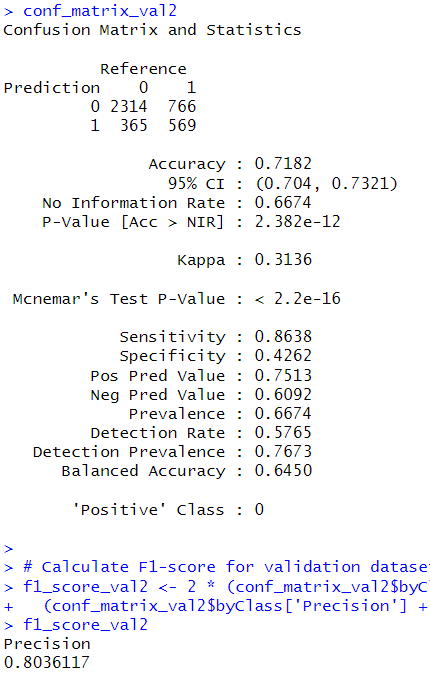 > conf_matrix_val2
Confusion Matrix and Statistics
Reference
Prediction 0 1
0 2314 766
1 365 569
Accuracy : 0.7182
95% CI : (0.704, 0.7321)
No Information Rate : 0.6674
P-Value [Acc > NIR] : 2.382e-12
Kappa : 0.3136
Mcnemar's Test P-Value : < 2.2e-16
Sensitivity : 0.8638
Specificity : 0.4262
Pos Pred Value : 0.7513
Neg Pred Value : 0.6092
Prevalence : 0.6674
Detection Rate : 0.5765
Detection Prevalence : 0.7673
Balanced Accuracy : 0.6450
'Positive' Class : 0
>
> # Calculate F1-score for validation datase
> f1_score_val2 <- 2 * (conf_matrix_val2$byC
+ (conf_matrix_val2$byClass['Precision'] +
> f1_score_val2
Precision
0.8036117